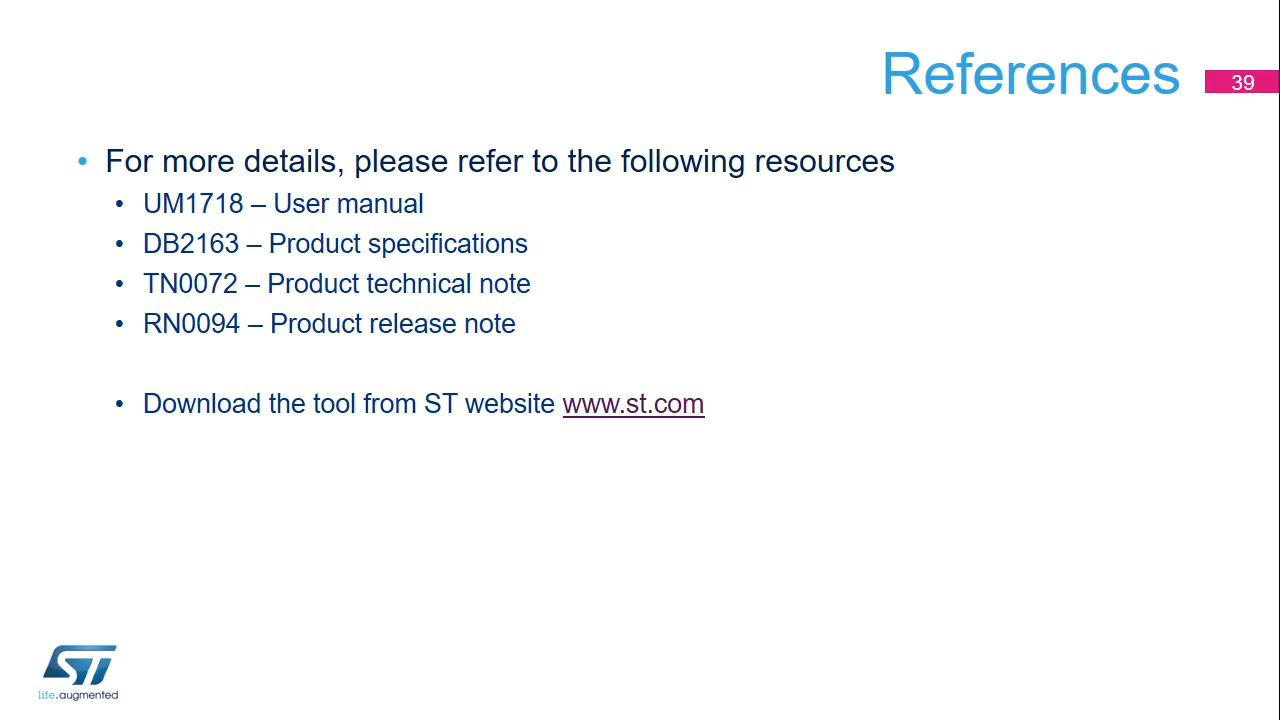 References
39
• For more details, please refer to the following resources
• UM1718 – User manual
• DB2163 – Product specifications
• TN0072 – Product technical note
• RN0094 – Product release note
• Download the tool from ST website www.st.com
ST
life.augmented